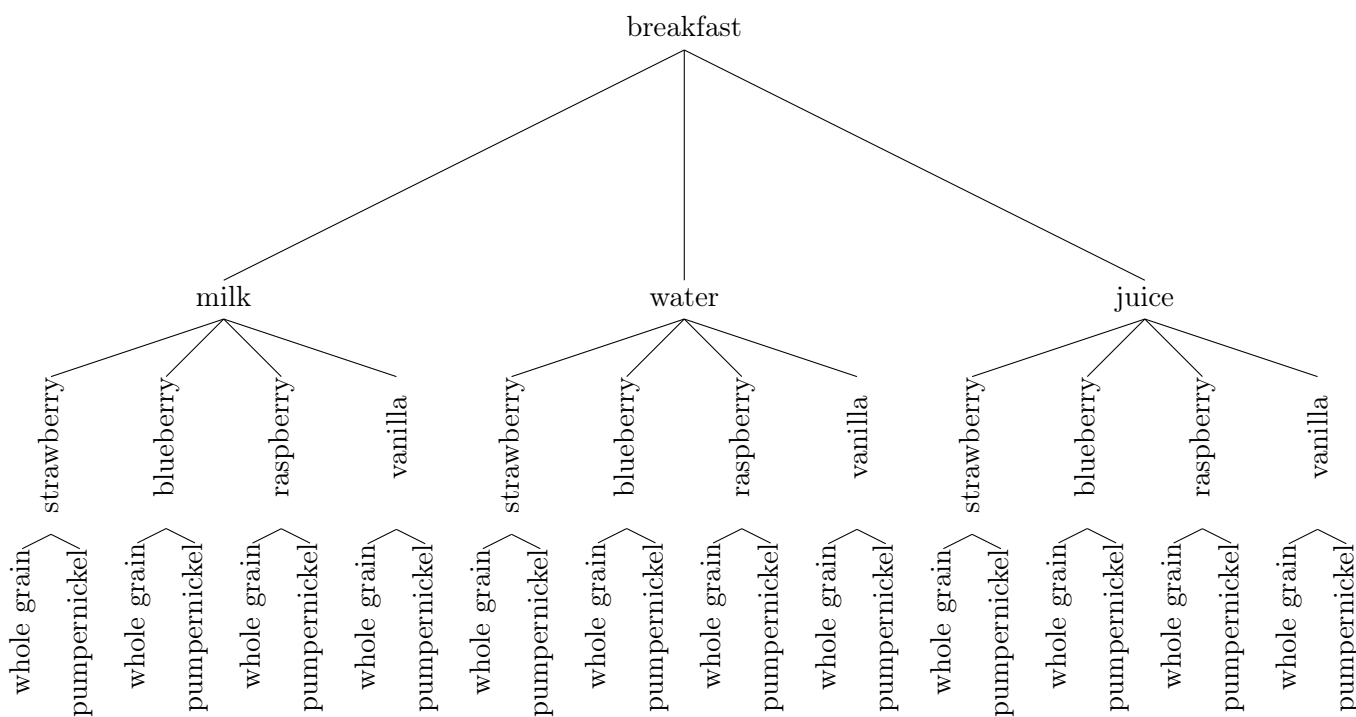 breakfast
milk water juice
strawberry blueberry raspberry vanilla strawberry blueberry raspberry vanilla strawberry blueberry raspberry vanilla
whole grain pumpernickel whole grain pumpernickel whole grain pumpernickel whole grain pumpernickel whole grain pumpernickel whole grain pumpernickel whole grain pumpernickel whole grain pumpernickel whole grain pumpernickel whole grain pumpernickel whole grain pumpernickel whole grain pumpernickel